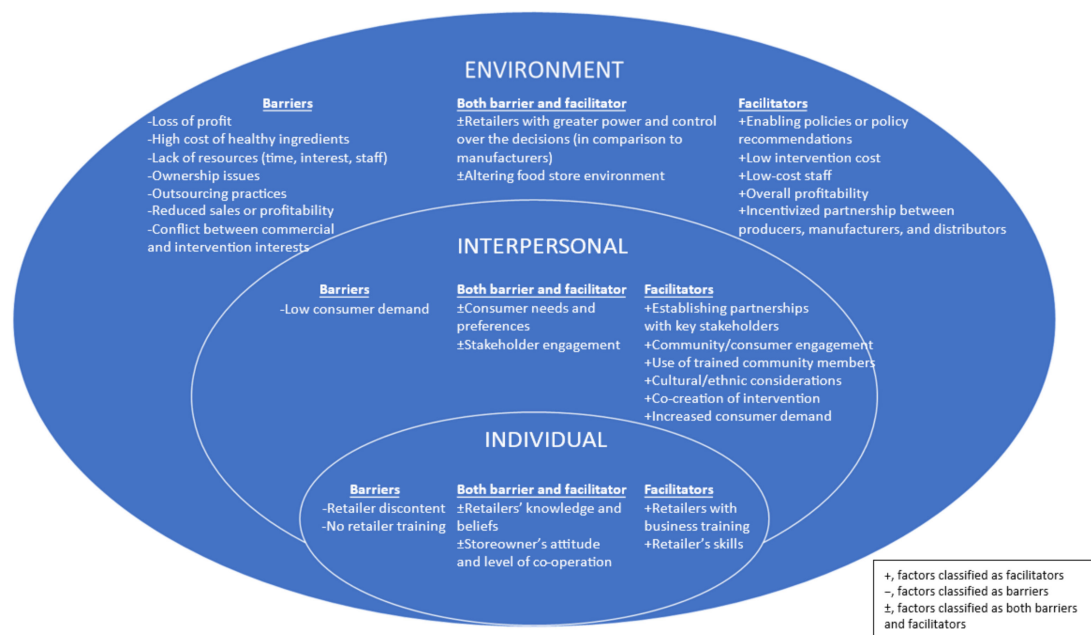 ENVIRONMENT
Barriers
-Loss of profit
-High cost of healthy ingredients
-Lack of resources (time, interest, staff)
-Ownership issues
-Outsourcing practices
-Reduced sales or profitability
-Conflict between commercial
and intervention interests
Both barrier and facilitator
±Retailers with greater power and control
over the decisions (in comparison to
manufacturers)
±Altering food store environment
Facilitators
+Enabling policies or policy
recommendations
+Low intervention cost
+Low-cost staff
+Overall profitability
+Incentivized partnership between
producers, manufacturers, and distributors
INTERPERSONAL
Barriers
-Low consumer demand
Both barrier and facilitator
±Consumer needs and
preferences
±Stakeholder engagement
Facilitators
+Establishing partnerships
with key stakeholders
+Community/consumer engagement
+Use of trained community members
+Cultural/ethnic considerations
+Co-creation of intervention
+Increased consumer demand
INDIVIDUAL
Barriers
-Retailer discontent
-No retailer training
Both barrier and facilitator
±Retailers’ knowledge and
beliefs
±Storeowner’s attitude
and level of co-operation
Facilitators
+Retailers with
business training
+Retailer’s skills
+, factors classified as facilitators
−, factors classified as barriers
±, factors classified as both barriers
and facilitators